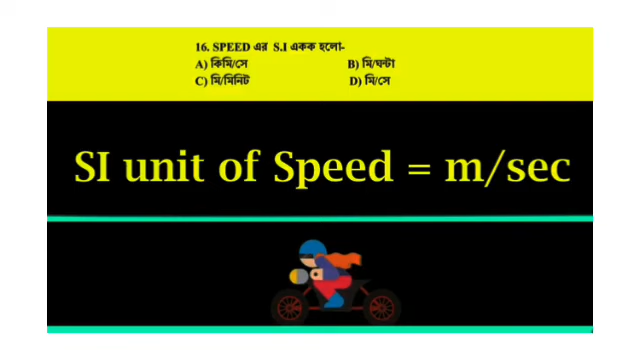 16. SPEED এর S.I একক হলো-
A) কিমি/সে B) মি/ঘন্টা
C) মি/মিনিট D) মি/সে
SI unit of Speed = m/sec